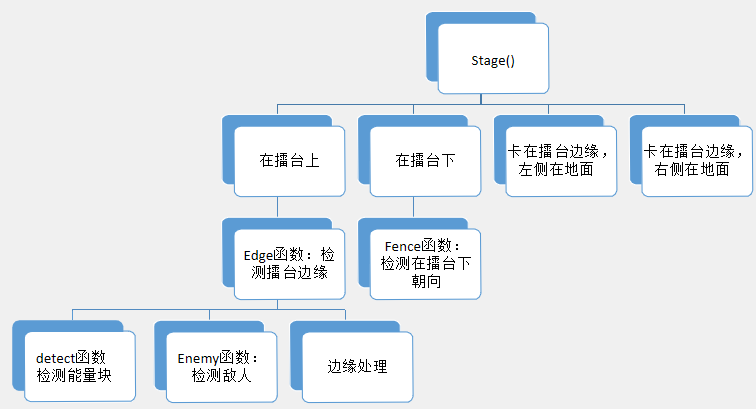 Stage()
在擂台上
在擂台下
卡在擂台边缘，
左侧在地面
卡在擂台边缘，
右侧在地面
Edge函数：检
测擂台边缘
Fence函数：
检测在擂台下
朝向
detect函数
检测能量块
Enemy函数：
检测敌人
边缘处理